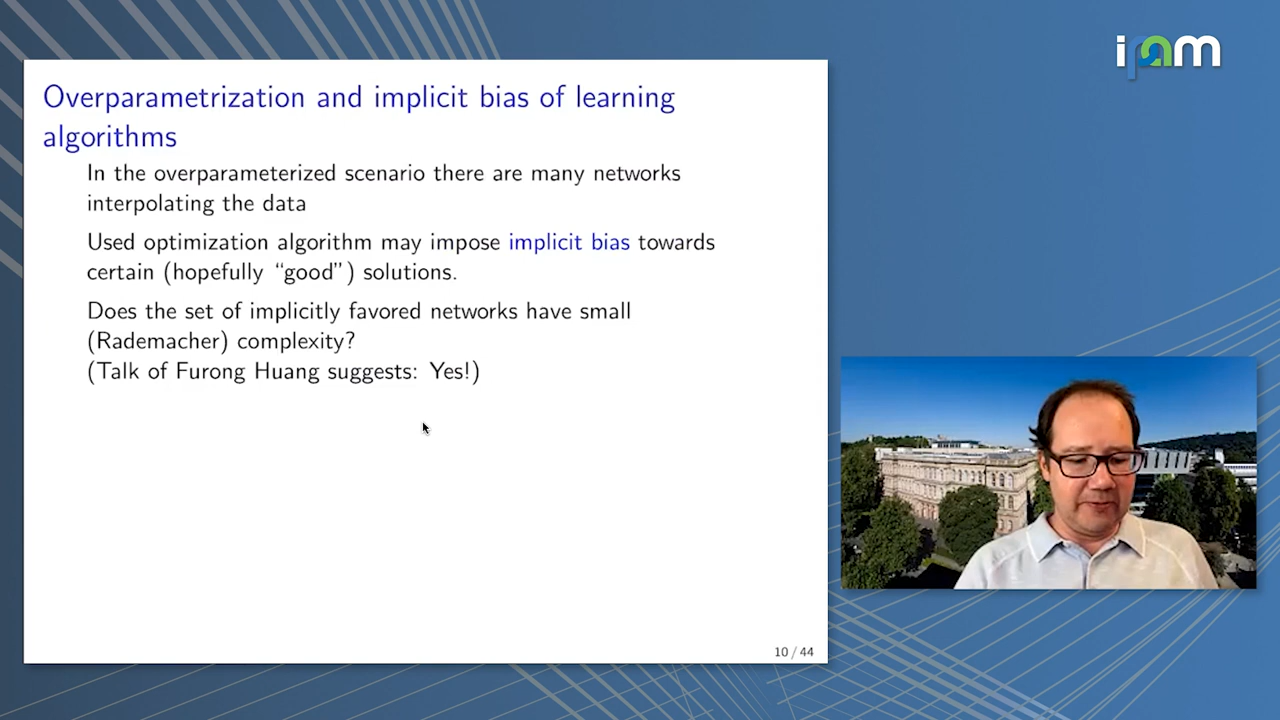 ipam
Overparametrization and implicit bias of learning
algorithms
In the overparameterized scenario there are many networks
interpolating the data
Used optimization algorithm may impose implicit bias towards
certain (hopefully “good”) solutions.
Does the set of implicitly favored networks have small
(Rademacher) complexity?
(Talk of Furong Huang suggests: Yes!)
10 / 44